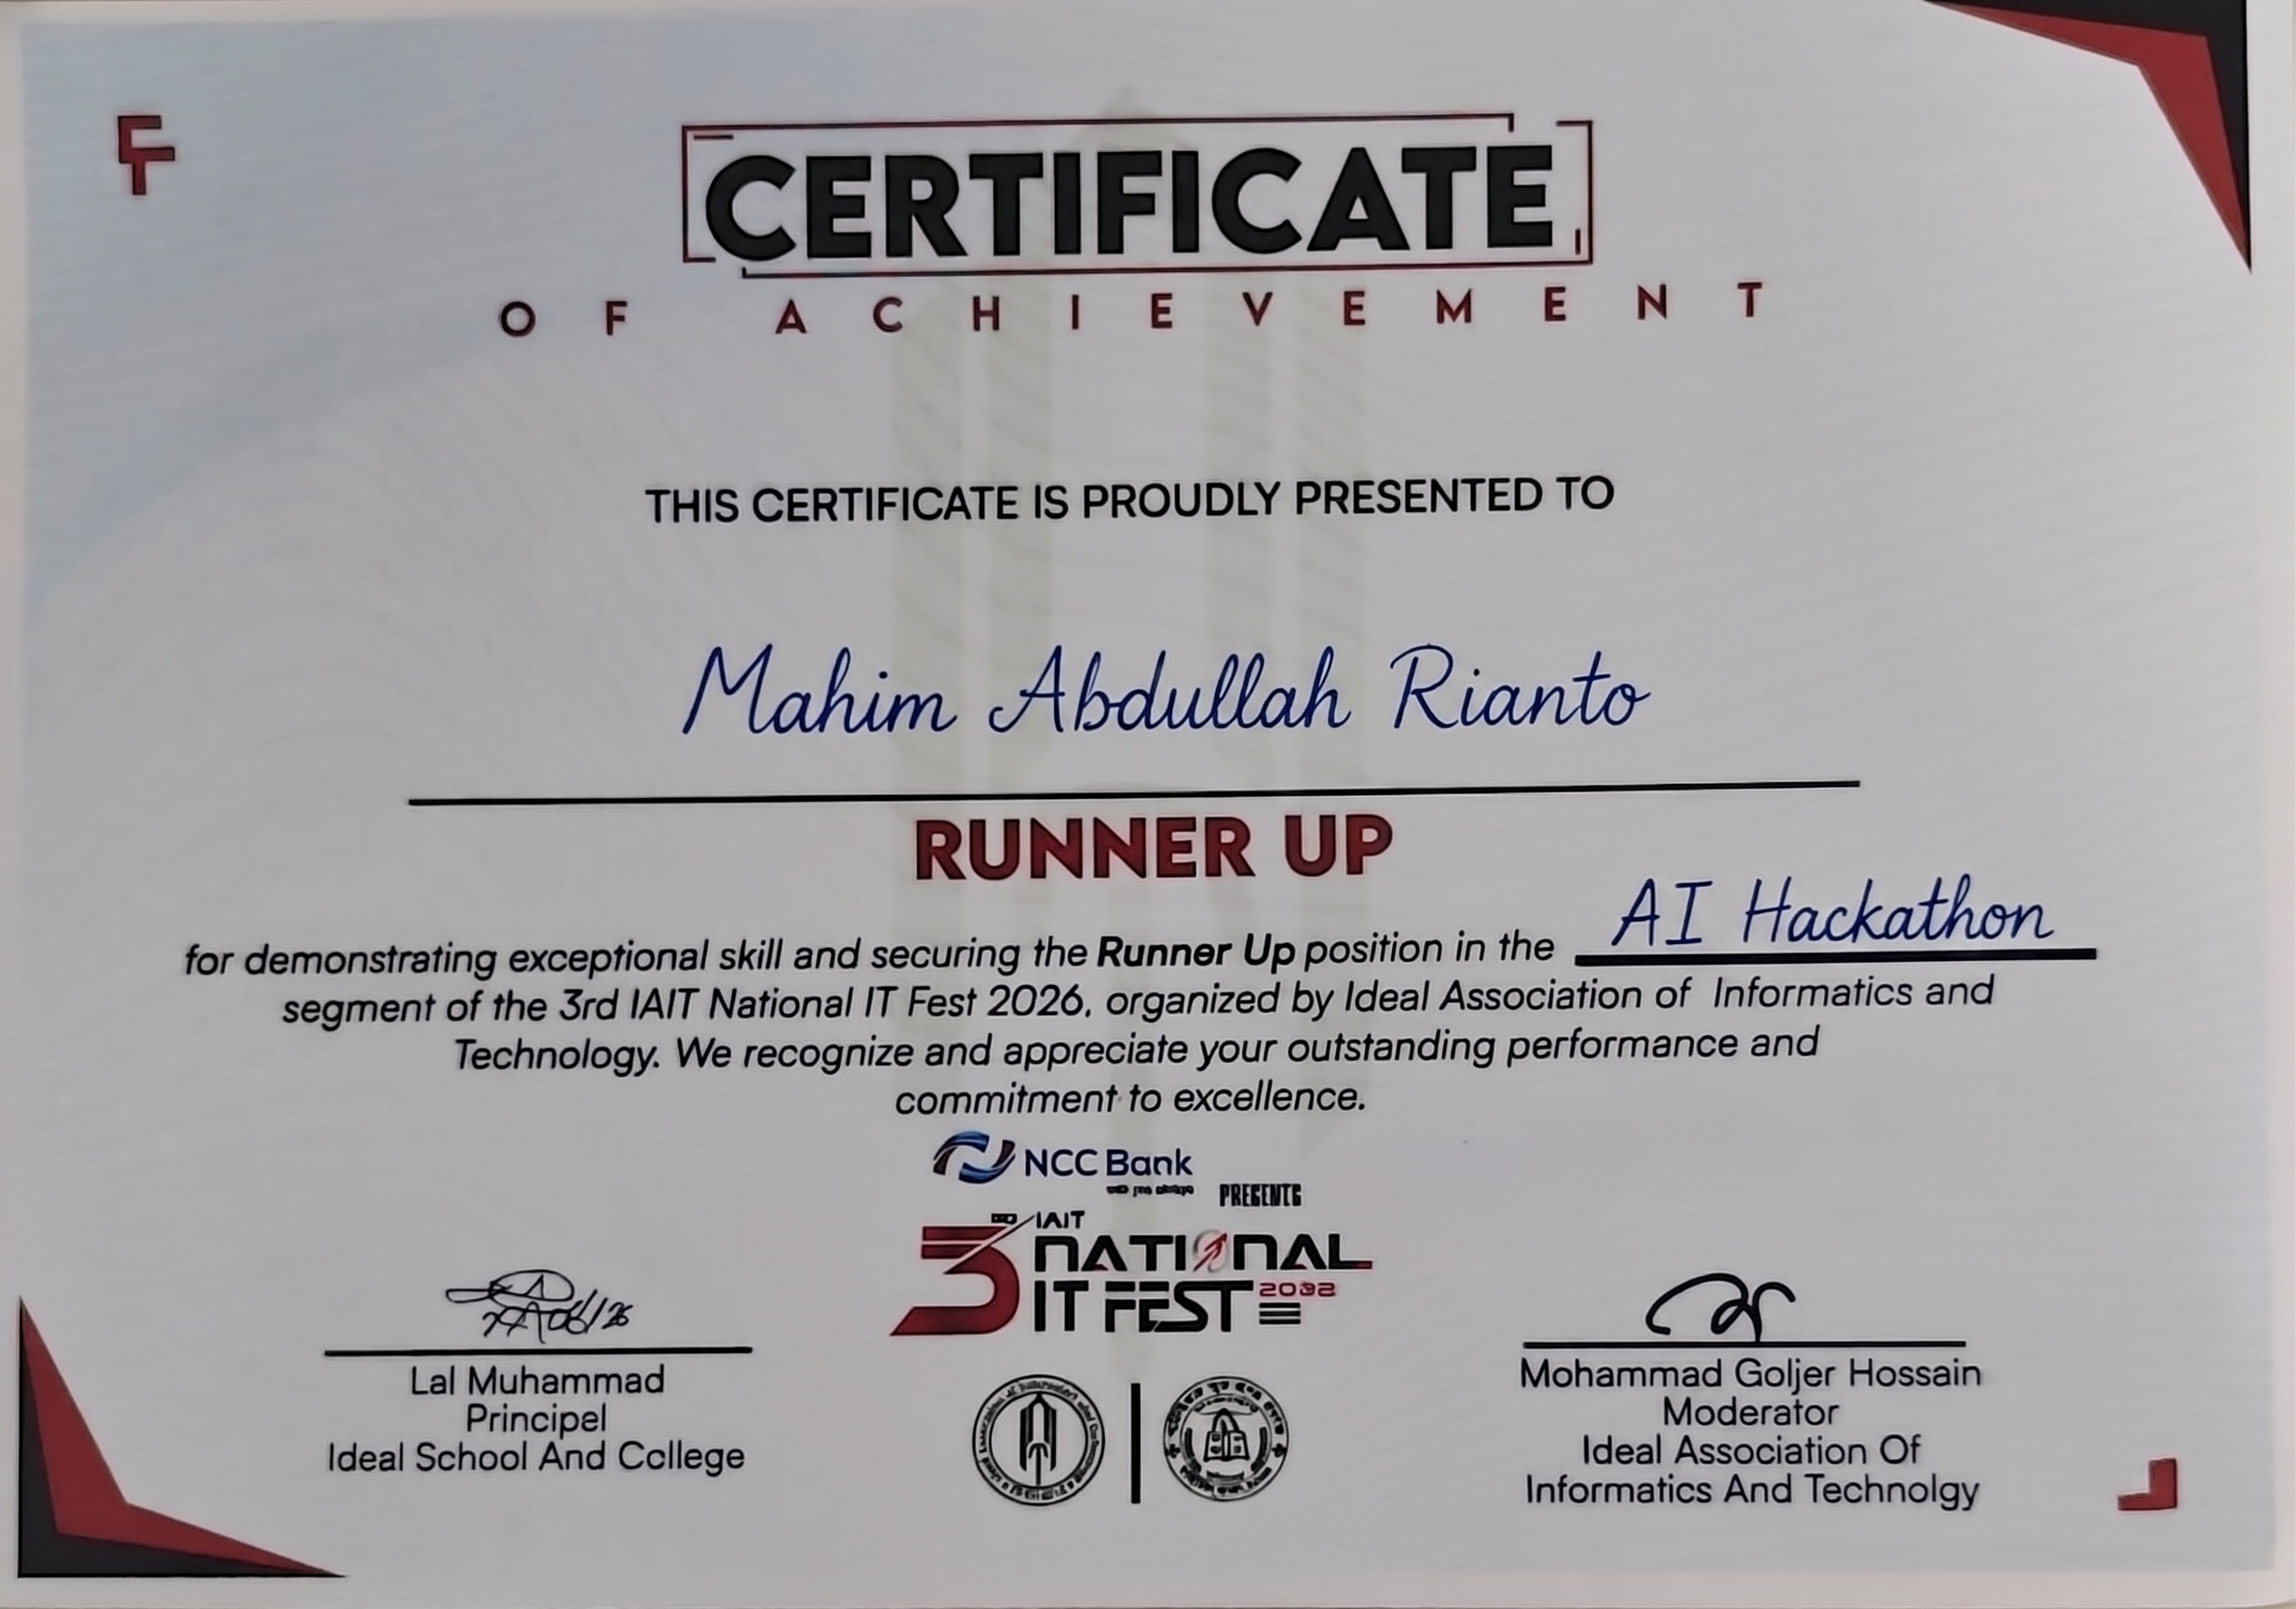 CERTIFICATE
OF ACHIEVEMENT
THIS CERTIFICATE IS PROUDLY PRESENTED TO
Mahim Abdullah Rianto
RUNNER UP
for demonstrating exceptional skill and securing the Runner Up position in the AI Hackathon
segment of the 3rd IAIT National IT Fest 2026, organized by Ideal Association of Informatics and
Technology. We recognize and appreciate your outstanding performance and
commitment to excellence.
NCC Bank
PRESENTS
3 IAIT
NATIONAL
IT FEST
Lal Muhammad
Principel
Ideal School And College
Mohammad Goljer Hossain
Moderator
Ideal Association Of
Informatics And Technolgy